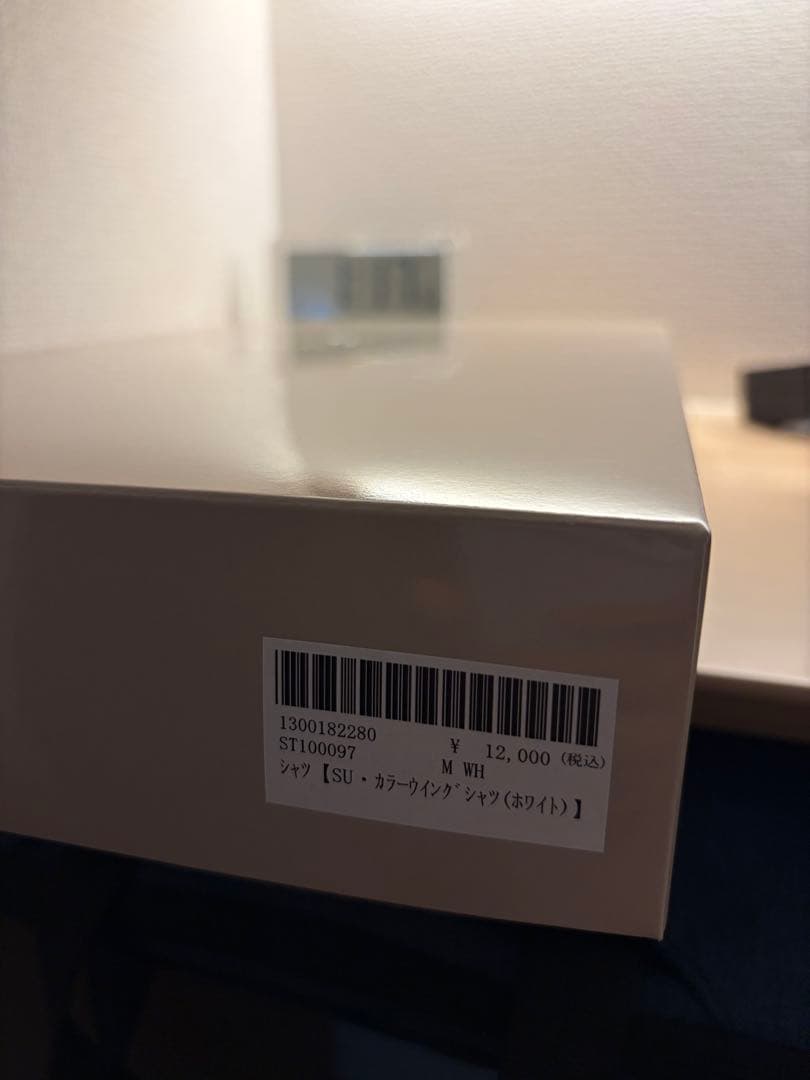 1300182280
ST100097 ¥ 12,000 (税込)
M WH
ｼｬﾂ【SU・ｶﾗｰｳｲﾝｸﾞｼｬﾂ(ﾎﾜｲﾄ)】